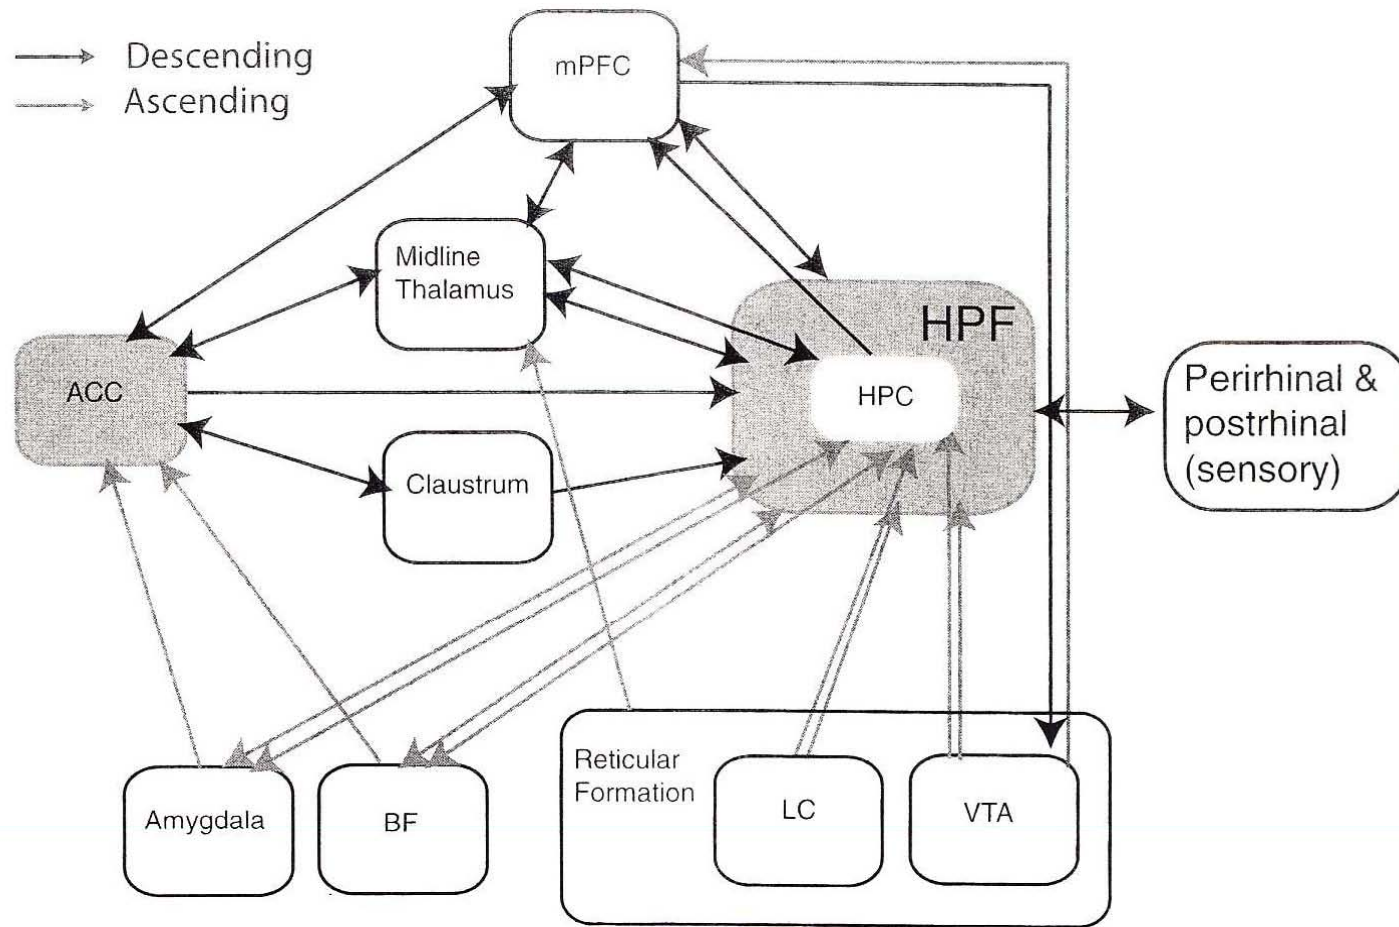 Descending
Ascending
mPFC
Midline
Thalamus
HPF
ACC
HPC
Perirhinal &
postrhinal
(sensory)
Claustrum
Reticular
Formation
Amygdala
BF
LC
VTA